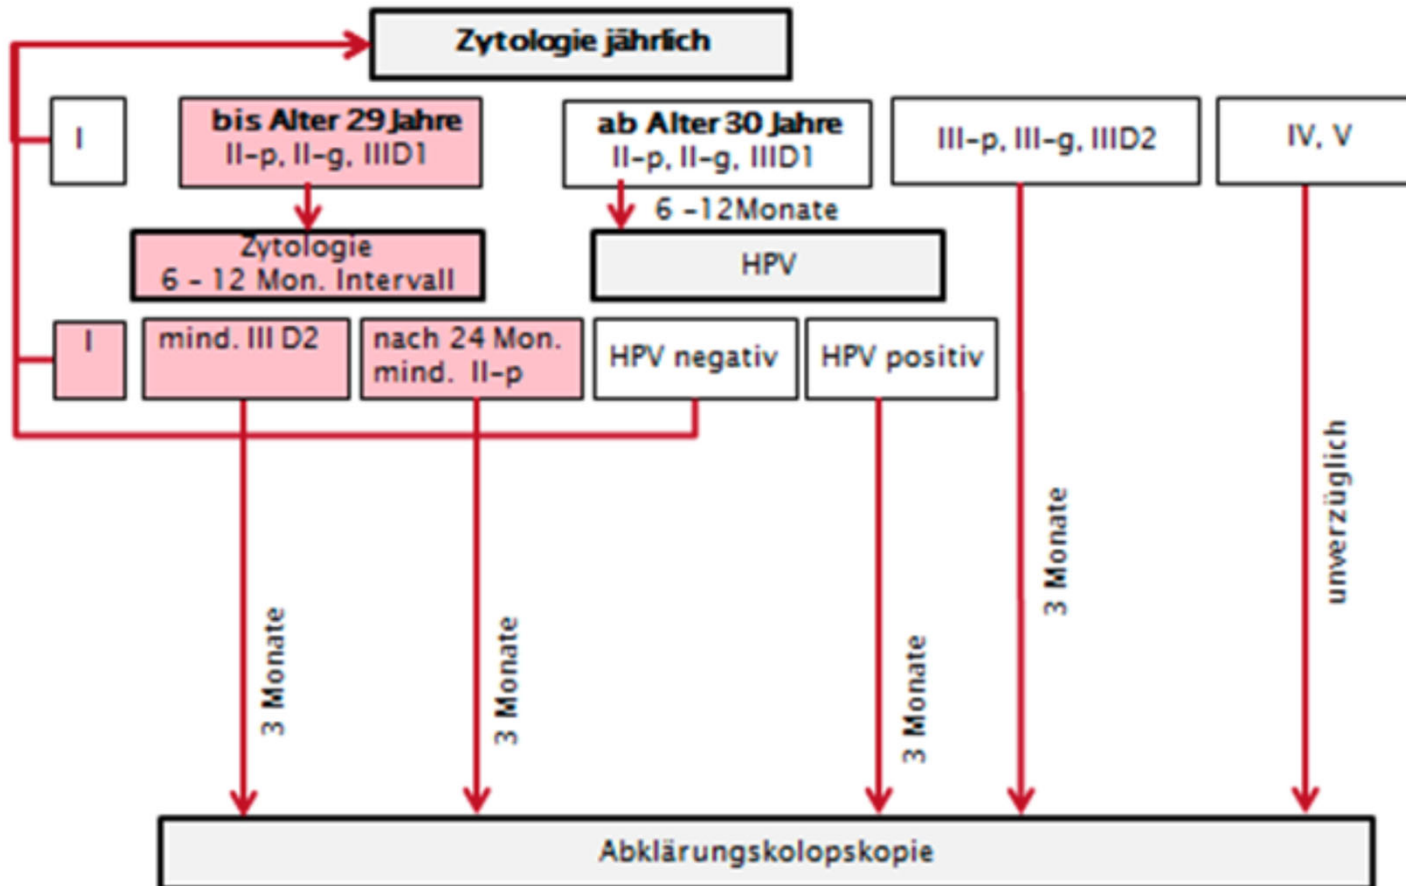 Zytologie jährlich
I
bis Alter 29 Jahre
II-p, II-g, IIID1
ab Alter 30 Jahre
II-p, II-g, IIID1
III-p, III-g, IIID2
IV, V
6 -12Monate
Zytologie
6 - 12 Mon. Intervall
HPV
I
mind. III D2
nach 24 Mon.
mind. II-p
HPV negativ
HPV positiv
3 Monate
3 Monate
3 Monate
3 Monate
unverzüglich
Abklärungskolopskopie